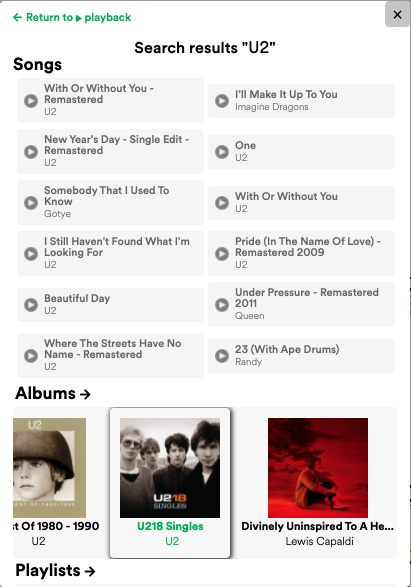 ← Return to ▶ playback
×
Search results "U2"
Songs
With Or Without You -
Remastered
U2
I'll Make It Up To You
Imagine Dragons
New Year's Day - Single Edit -
Remastered
U2
One
U2
Somebody That I Used To
Know
Gotye
With Or Without You
U2
I Still Haven't Found What I'm
Looking For
U2
Pride (In The Name Of Love) -
Remastered 2009
U2
Beautiful Day
U2
Under Pressure - Remastered
2011
Queen
Where The Streets Have No
Name - Remastered
U2
23 (With Ape Drums)
Randy
Albums →
U2
BEST OF 1980-1990
U218
SINGLES
t Of 1980 - 1990
U2
U218 Singles
U2
Divinely Uninspired To A He...
Lewis Capaldi
Playlists →